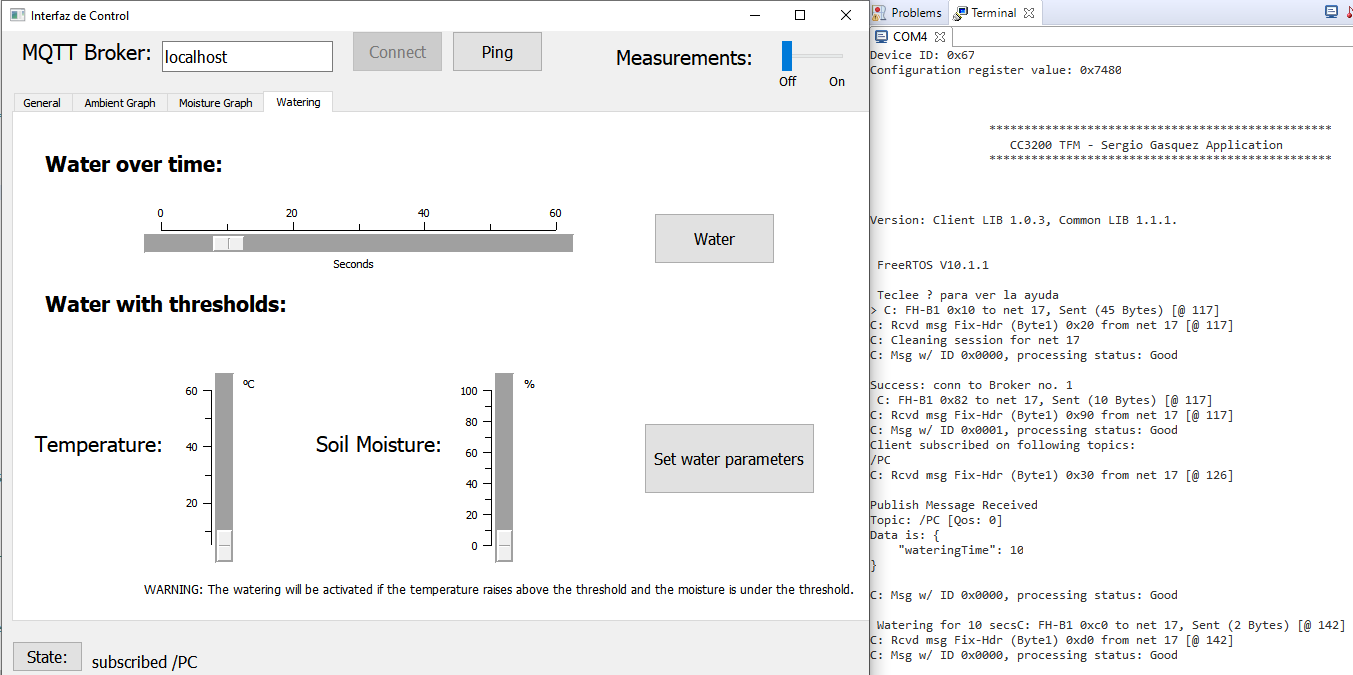 Interfaz de Control
MQTT Broker: localhost Connect Ping Measurements:
Off On
General Ambient Graph Moisture Graph Watering
Water over time:
0 20 40 60
Water
Seconds
Water with thresholds:
ºC
60
40
20
Temperature:
%
100
80
60
40
20
0
Soil Moisture:
Set water parameters
WARNING: The watering will be activated if the temperature raises above the threshold and the moisture is under the threshold.
State: subscribed /PC
Problems Terminal
COM4
Device ID: 0x67
Configuration register value: 0x7480
*************************************************
CC3200 TFM - Sergio Gasquez Application
*************************************************
Version: Client LIB 1.0.3, Common LIB 1.1.1.
FreeRTOS V10.1.1
Teclee ? para ver la ayuda
> C: FH-B1 0x10 to net 17, Sent (45 Bytes) [@ 117]
C: Rcvd msg Fix-Hdr (Byte1) 0x20 from net 17 [@ 117]
C: Cleaning session for net 17
C: Msg w/ ID 0x0000, processing status: Good
Success: conn to Broker no. 1
C: FH-B1 0x82 to net 17, Sent (10 Bytes) [@ 117]
C: Rcvd msg Fix-Hdr (Byte1) 0x90 from net 17 [@ 117]
C: Msg w/ ID 0x0001, processing status: Good
Client subscribed on following topics:
/PC
C: Rcvd msg Fix-Hdr (Byte1) 0x30 from net 17 [@ 126]
Publish Message Received
Topic: /PC [Qos: 0]
Data is: {
"wateringTime": 10
}
C: Msg w/ ID 0x0000, processing status: Good
Watering for 10 secsC: FH-B1 0xc0 to net 17, Sent (2 Bytes) [@ 142]
C: Rcvd msg Fix-Hdr (Byte1) 0xd0 from net 17 [@ 142]
C: Msg w/ ID 0x0000, processing status: Good